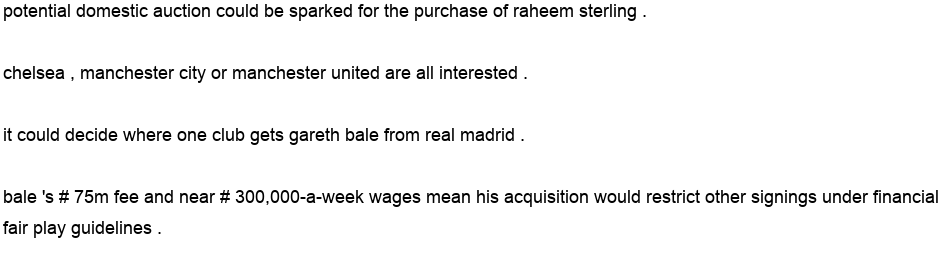 potential domestic auction could be sparked for the purchase of raheem sterling .
chelsea , manchester city or manchester united are all interested .
it could decide where one club gets gareth bale from real madrid .
bale 's # 75m fee and near # 300,000-a-week wages mean his acquisition would restrict other signings under financial
fair play guidelines .